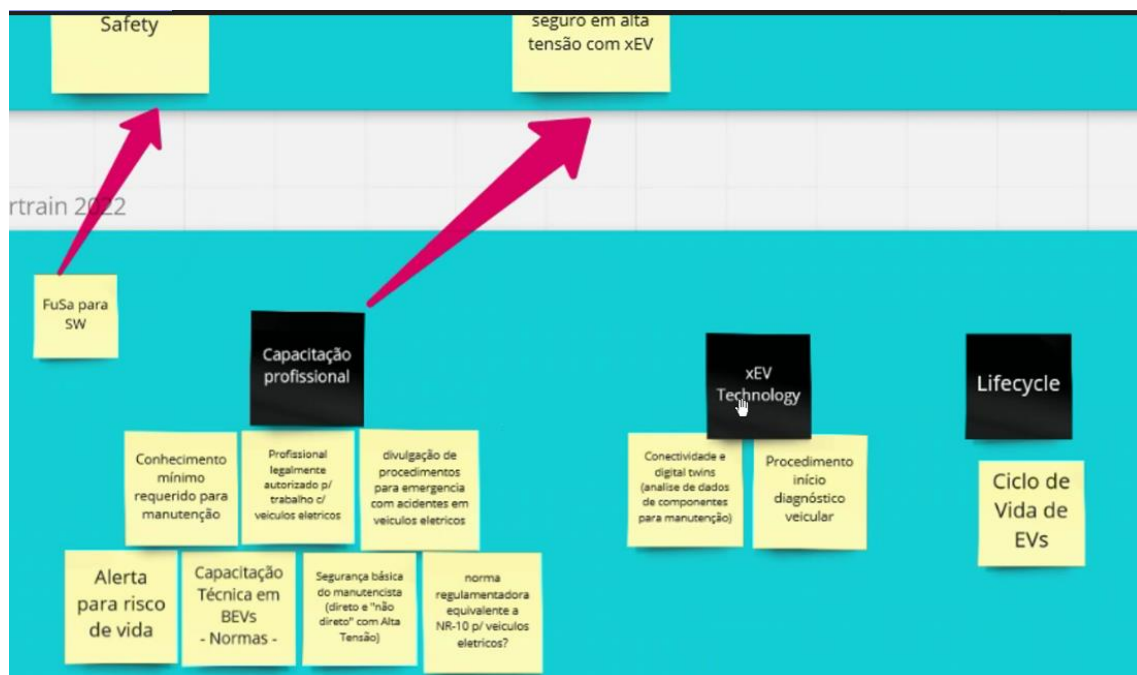 Safety
seguro em alta
tensão com xEV
rtrain 2022
FuSa para
SW
Capacitação
profissional
xEV
Technology
Lifecycle
Conhecimento
mínimo
requerido para
manutenção
Profissional
legalmente
autorizado p/
trabalho c/
veiculos eletricos
divulgação de
procedimentos
para emergencia
com acidentes em
veiculos eletricos
Conectividade e
digital twins
(analise de dados
de componentes
para manutenção)
Procedimento
início
diagnóstico
veicular
Ciclo de
Vida de
EVs
Alerta
para risco
de vida
Capacitação
Técnica em
BEVs
- Normas -
Segurança básica
do manutencista
(direto e "não
direto" com Alta
Tensão)
norma
regulamentadora
equivalente a
NR-10 p/ veiculos
eletricos?